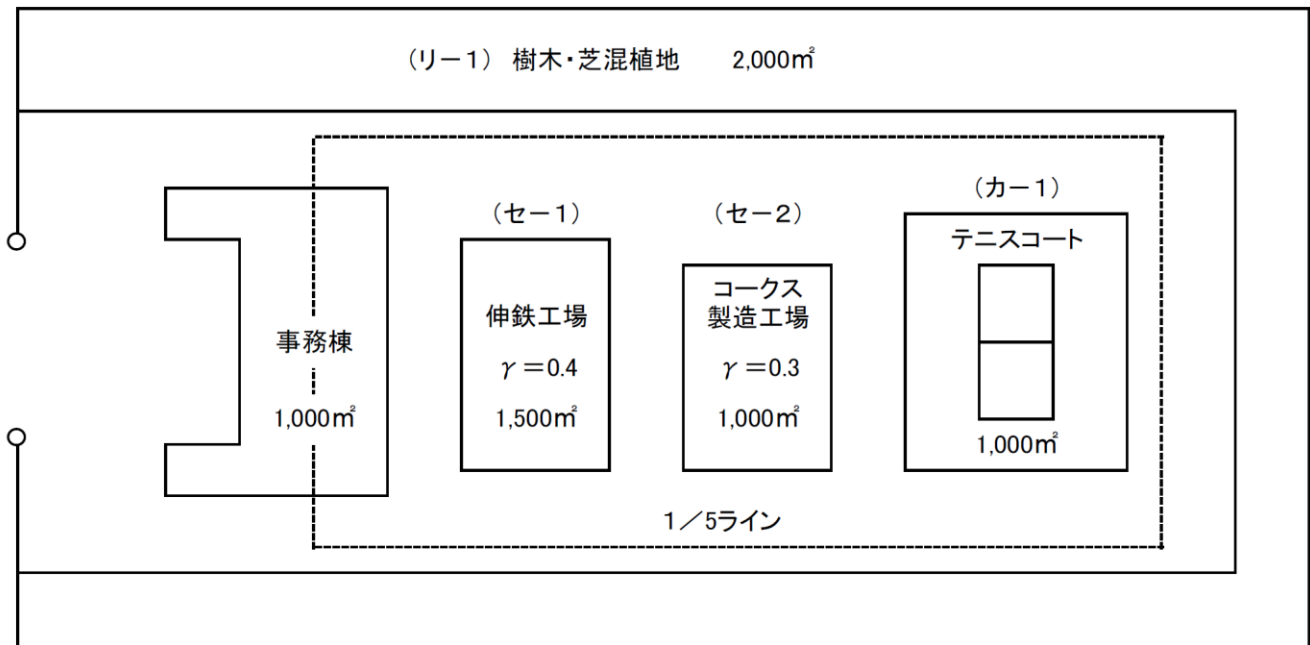 (リー1) 樹木・芝混植地 2,000㎡
事務棟
1,000㎡
(セー1)
伸鉄工場
γ=0.4
1,500㎡
(セー2)
コークス
製造工場
γ=0.3
1,000㎡
(カー1)
テニスコート
1,000㎡
1/5ライン